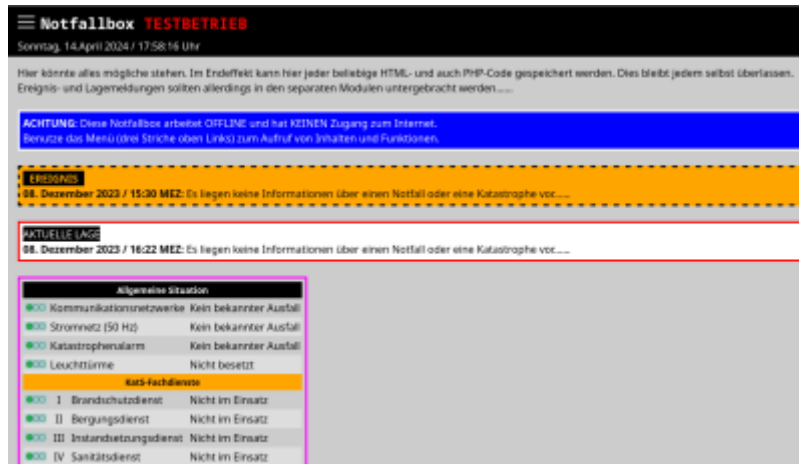 Notfallbox TESTBETRIEB
Sonntag, 14.April 2024 / 17:58:16 Uhr
Hier könnte alles mögliche stehen. Im Endeffekt kann hier jeder beliebige HTML- und auch PHP-Code gespeichert werden. Dies bleibt jedem selbst überlassen.
Ereignis- und Lagemeldungen sollten allerdings in den separaten Modulen untergebracht werden......
ACHTUNG: Diese Notfallbox arbeitet OFFLINE und hat KEINEN Zugang zum Internet.
Benutze das Menü (drei Striche oben Links) zum Aufruf von Inhalten und Funktionen.
EREIGNIS
08. Dezember 2023 / 15:30 MEZ: Es liegen keine Informationen über einen Notfall oder eine Katastrophe vor......
AKTUELLE LAGE
08. Dezember 2023 / 16:22 MEZ: Es liegen keine Informationen über einen Notfall oder eine Katastrophe vor......
Allgemeine Situation
Kommunikationsnetzwerke Kein bekannter Ausfall
Stromnetz (50 Hz) Kein bekannter Ausfall
Katastrophenalarm Kein bekannter Ausfall
Leuchttürme Nicht besetzt
KatS-Fachdienste
I Brandschutzdienst Nicht im Einsatz
II Bergungsdienst Nicht im Einsatz
III Instandsetzungsdienst Nicht im Einsatz
IV Sanitätsdienst Nicht im Einsatz